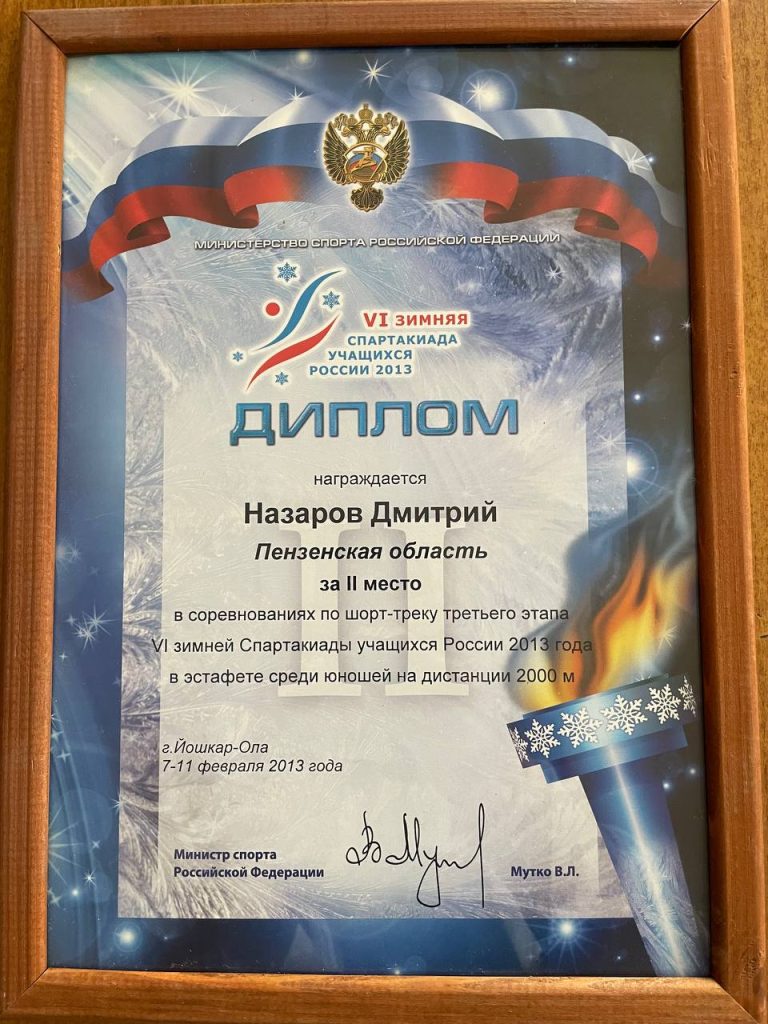 МИНИСТЕРСТВО СПОРТА РОССИЙСКОЙ ФЕДЕРАЦИИ
VI ЗИМНЯЯ
СПАРТАКИАДА
УЧАЩИХСЯ
РОССИИ 2013
ДИПЛОМ
награждается
Назаров Дмитрий
Пензенская область
за II место
в соревнованиях по шорт-треку третьего этапа
VI зимней Спартакиады учащихся России 2013 года
в эстафете среди юношей на дистанции 2000 м
г.Йошкар-Ола
7-11 февраля 2013 года
Министр спорта
Российской Федерации
Мутко В.Л.